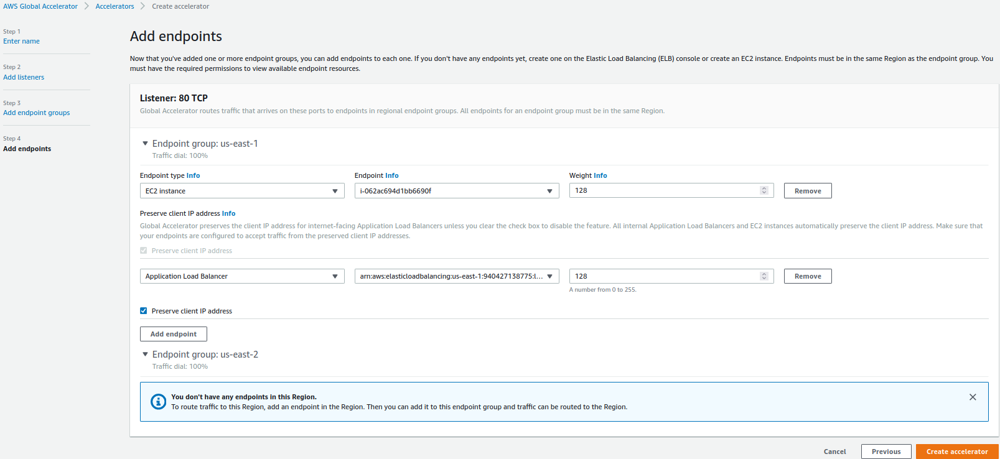 AWS Global Accelerator > Accelerators > Create accelerator
Step 1
Enter name
Step 2
Add listeners
Step 3
Add endpoint groups
Step 4
Add endpoints
Add endpoints
Now that you've added one or more endpoint groups, you can add endpoints to each one. If you don't have any endpoints yet, create one on the Elastic Load Balancing (ELB) console or create an EC2 instance. Endpoints must be in the same Region as the endpoint group. You
must have the required permissions to view available endpoint resources.
Listener: 80 TCP
Global Accelerator routes traffic that arrives on these ports to endpoints in regional endpoint groups. All endpoints for an endpoint group must be in the same Region.
Endpoint group: us-east-1
Traffic dial: 100%
Endpoint type Info Endpoint Info Weight Info
EC2 instance i-062ac694d1bb6690f 128 Remove
Preserve client IP address Info
Global Accelerator preserves the client IP address for internet-facing Application Load Balancers unless you clear the check box to disable the feature. All internal Application Load Balancers and EC2 instances automatically preserve the client IP address. Make sure that
your endpoints are configured to accept traffic from the preserved client IP addresses.
Preserve client IP address
Application Load Balancer arn:aws:elasticloadbalancing:us-east-1:940427138775:l... 128 Remove
A number from 0 to 255.
Preserve client IP address
Add endpoint
Endpoint group: us-east-2
Traffic dial: 100%
You don't have any endpoints in this Region.
To route traffic to this Region, add an endpoint in the Region. Then you can add it to this endpoint group and traffic can be routed to the Region.
Cancel Previous Create accelerator